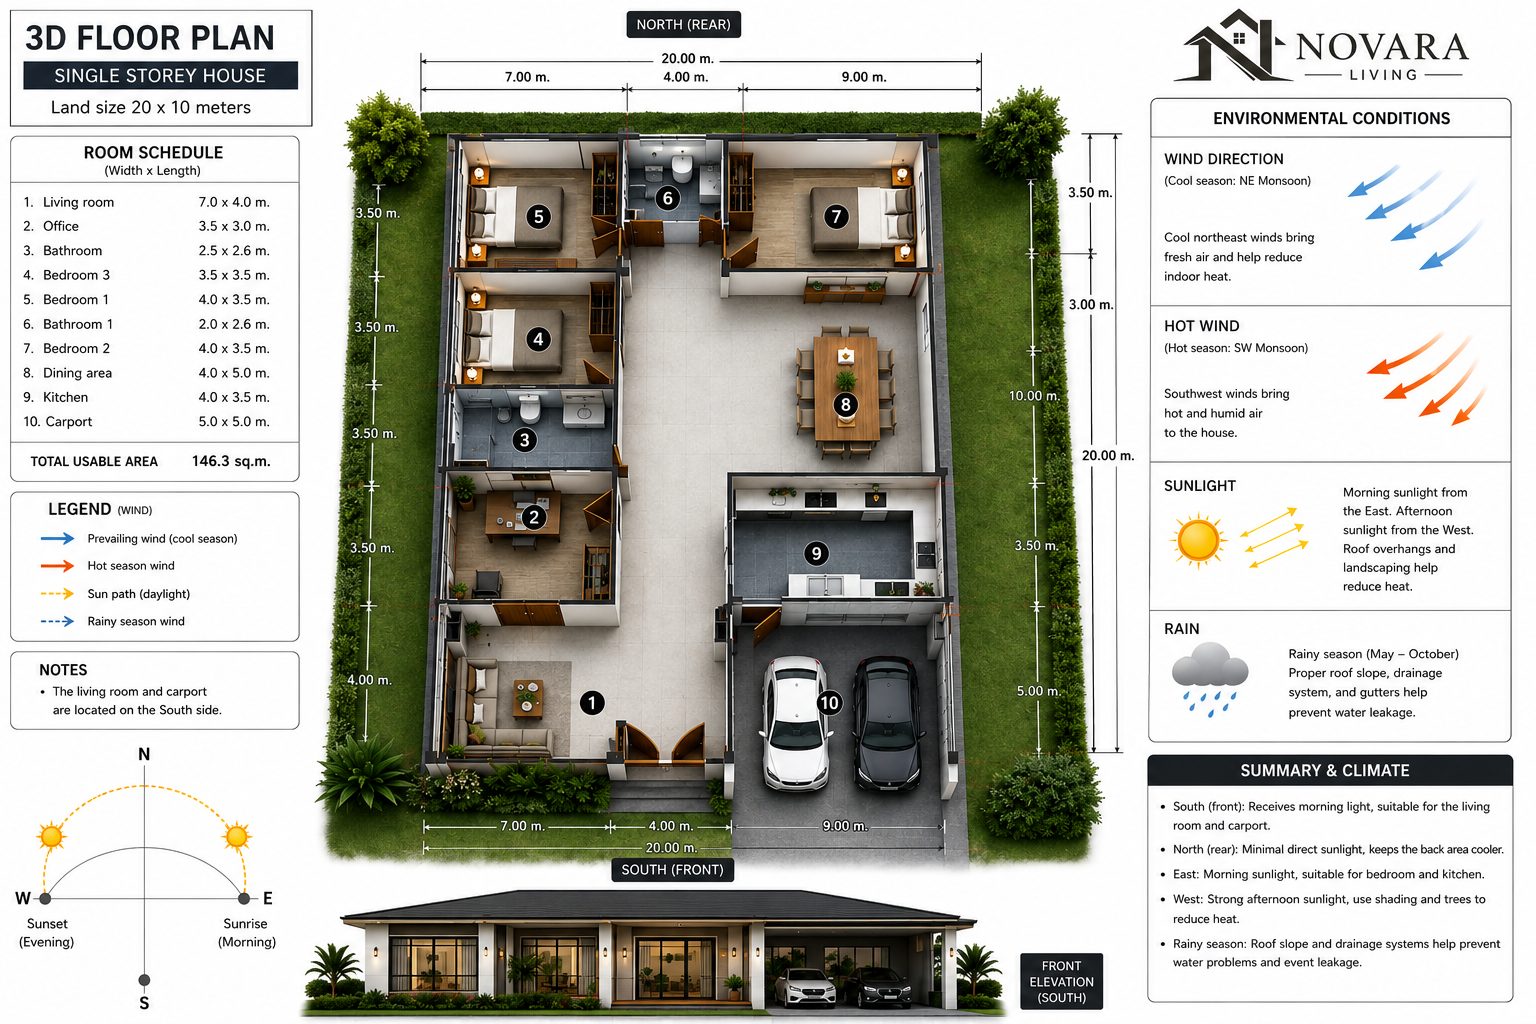 3D FLOOR PLAN
SINGLE STOREY HOUSE
Land size 20 x 10 meters
ROOM SCHEDULE
(Width x Length)
1. Living room 7.0 x 4.0 m.
2. Office 3.5 x 3.0 m.
3. Bathroom 2.5 x 2.6 m.
4. Bedroom 3 3.5 x 3.5 m.
5. Bedroom 1 4.0 x 3.5 m.
6. Bathroom 1 2.0 x 2.6 m.
7. Bedroom 2 4.0 x 3.5 m.
8. Dining area 4.0 x 5.0 m.
9. Kitchen 4.0 x 3.5 m.
10. Carport 5.0 x 5.0 m.
TOTAL USABLE AREA 146.3 sq.m.
LEGEND (WIND)
Prevailing wind (cool season)
Hot season wind
Sun path (daylight)
Rainy season wind
NOTES
• The living room and carport
are located on the South side.
N
W
E
Sunset
(Evening)
Sunrise
(Morning)
S
NORTH (REAR)
20.00 m.
7.00 m.
4.00 m.
9.00 m.
3.50 m.
3.50 m.
3.50 m.
3.50 m.
4.00 m.
5
6
7
4
8
3
2
9
1
10
3.50 m.
3.00 m.
10.00 m.
20.00 m.
3.50 m.
5.00 m.
7.00 m.
4.00 m.
9.00 m.
20.00 m.
SOUTH (FRONT)
FRONT
ELEVATION
(SOUTH)
NOVARA
LIVING
ENVIRONMENTAL CONDITIONS
WIND DIRECTION
(Cool season: NE Monsoon)
Cool northeast winds bring
fresh air and help reduce
indoor heat.
HOT WIND
(Hot season: SW Monsoon)
Southwest winds bring
hot and humid air
to the house.
SUNLIGHT
Morning sunlight from
the East. Afternoon
sunlight from the West.
Roof overhangs and
landscaping help
reduce heat.
RAIN
Rainy season (May – October)
Proper roof slope, drainage
system, and gutters help
prevent water leakage.
SUMMARY & CLIMATE
• South (front): Receives morning light, suitable for the living
room and carport.
• North (rear): Minimal direct sunlight, keeps the back area cooler.
• East: Morning sunlight, suitable for bedroom and kitchen.
• West: Strong afternoon sunlight, use shading and trees to
reduce heat.
• Rainy season: Roof slope and drainage systems help prevent
water problems and event leakage.